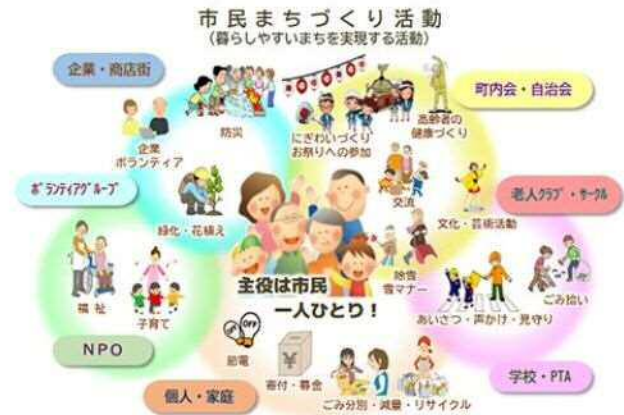 市民まちづくり活動
(暮らしやすいまちを実現する活動)
企業・商店街
町内会・自治会
企業
ボランティア
防災
にぎわいづくり
お祭りへの参加
高齢者の
健康づくり
ボランティアグループ
緑化・花植え
交流
文化・芸術活動
老人クラブ・サークル
主役は市民
一人ひとり!
除雪
雪マナー
福祉
子育て
あいさつ・声かけ・見守り
ごみ拾い
NPO
ON
OFF
節電
¥
寄付・募金
ごみ分別・減量・リサイクル
個人・家庭
学校・PTA